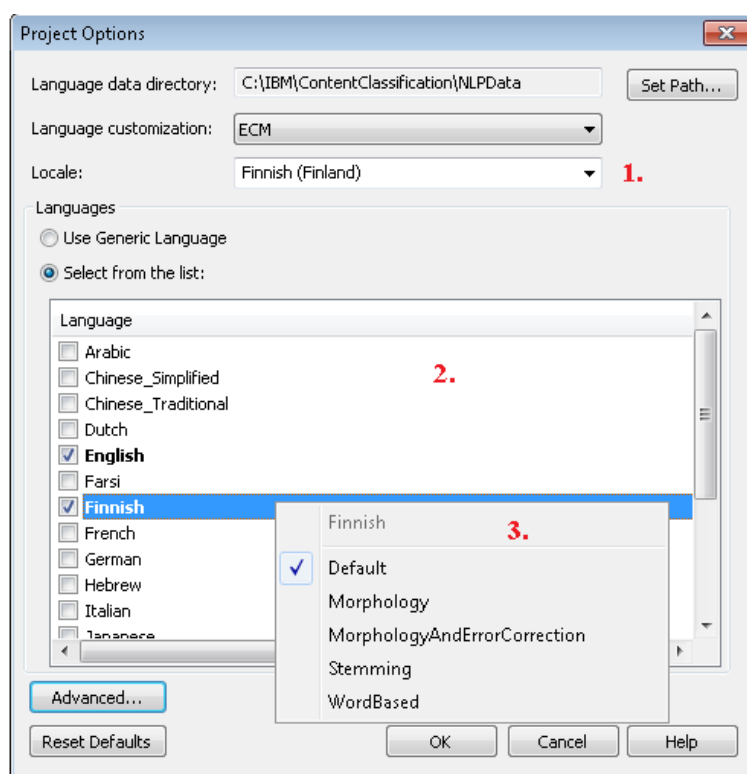 Project Options
Language data directory: C:\IBM\ContentClassification\NLPData Set Path...
Language customization: ECM
Locale: Finnish (Finland) 1.
Languages
Use Generic Language
Select from the list:
Language
Arabic
Chinese_Simplified 2.
Chinese_Traditional
Dutch
English
Farsi
Finnish
French Finnish 3.
German Default
Hebrew Morphology
Italian MorphologyAndErrorCorrection
Japanese Stemming
Advanced... WordBased
Reset Defaults OK Cancel Help